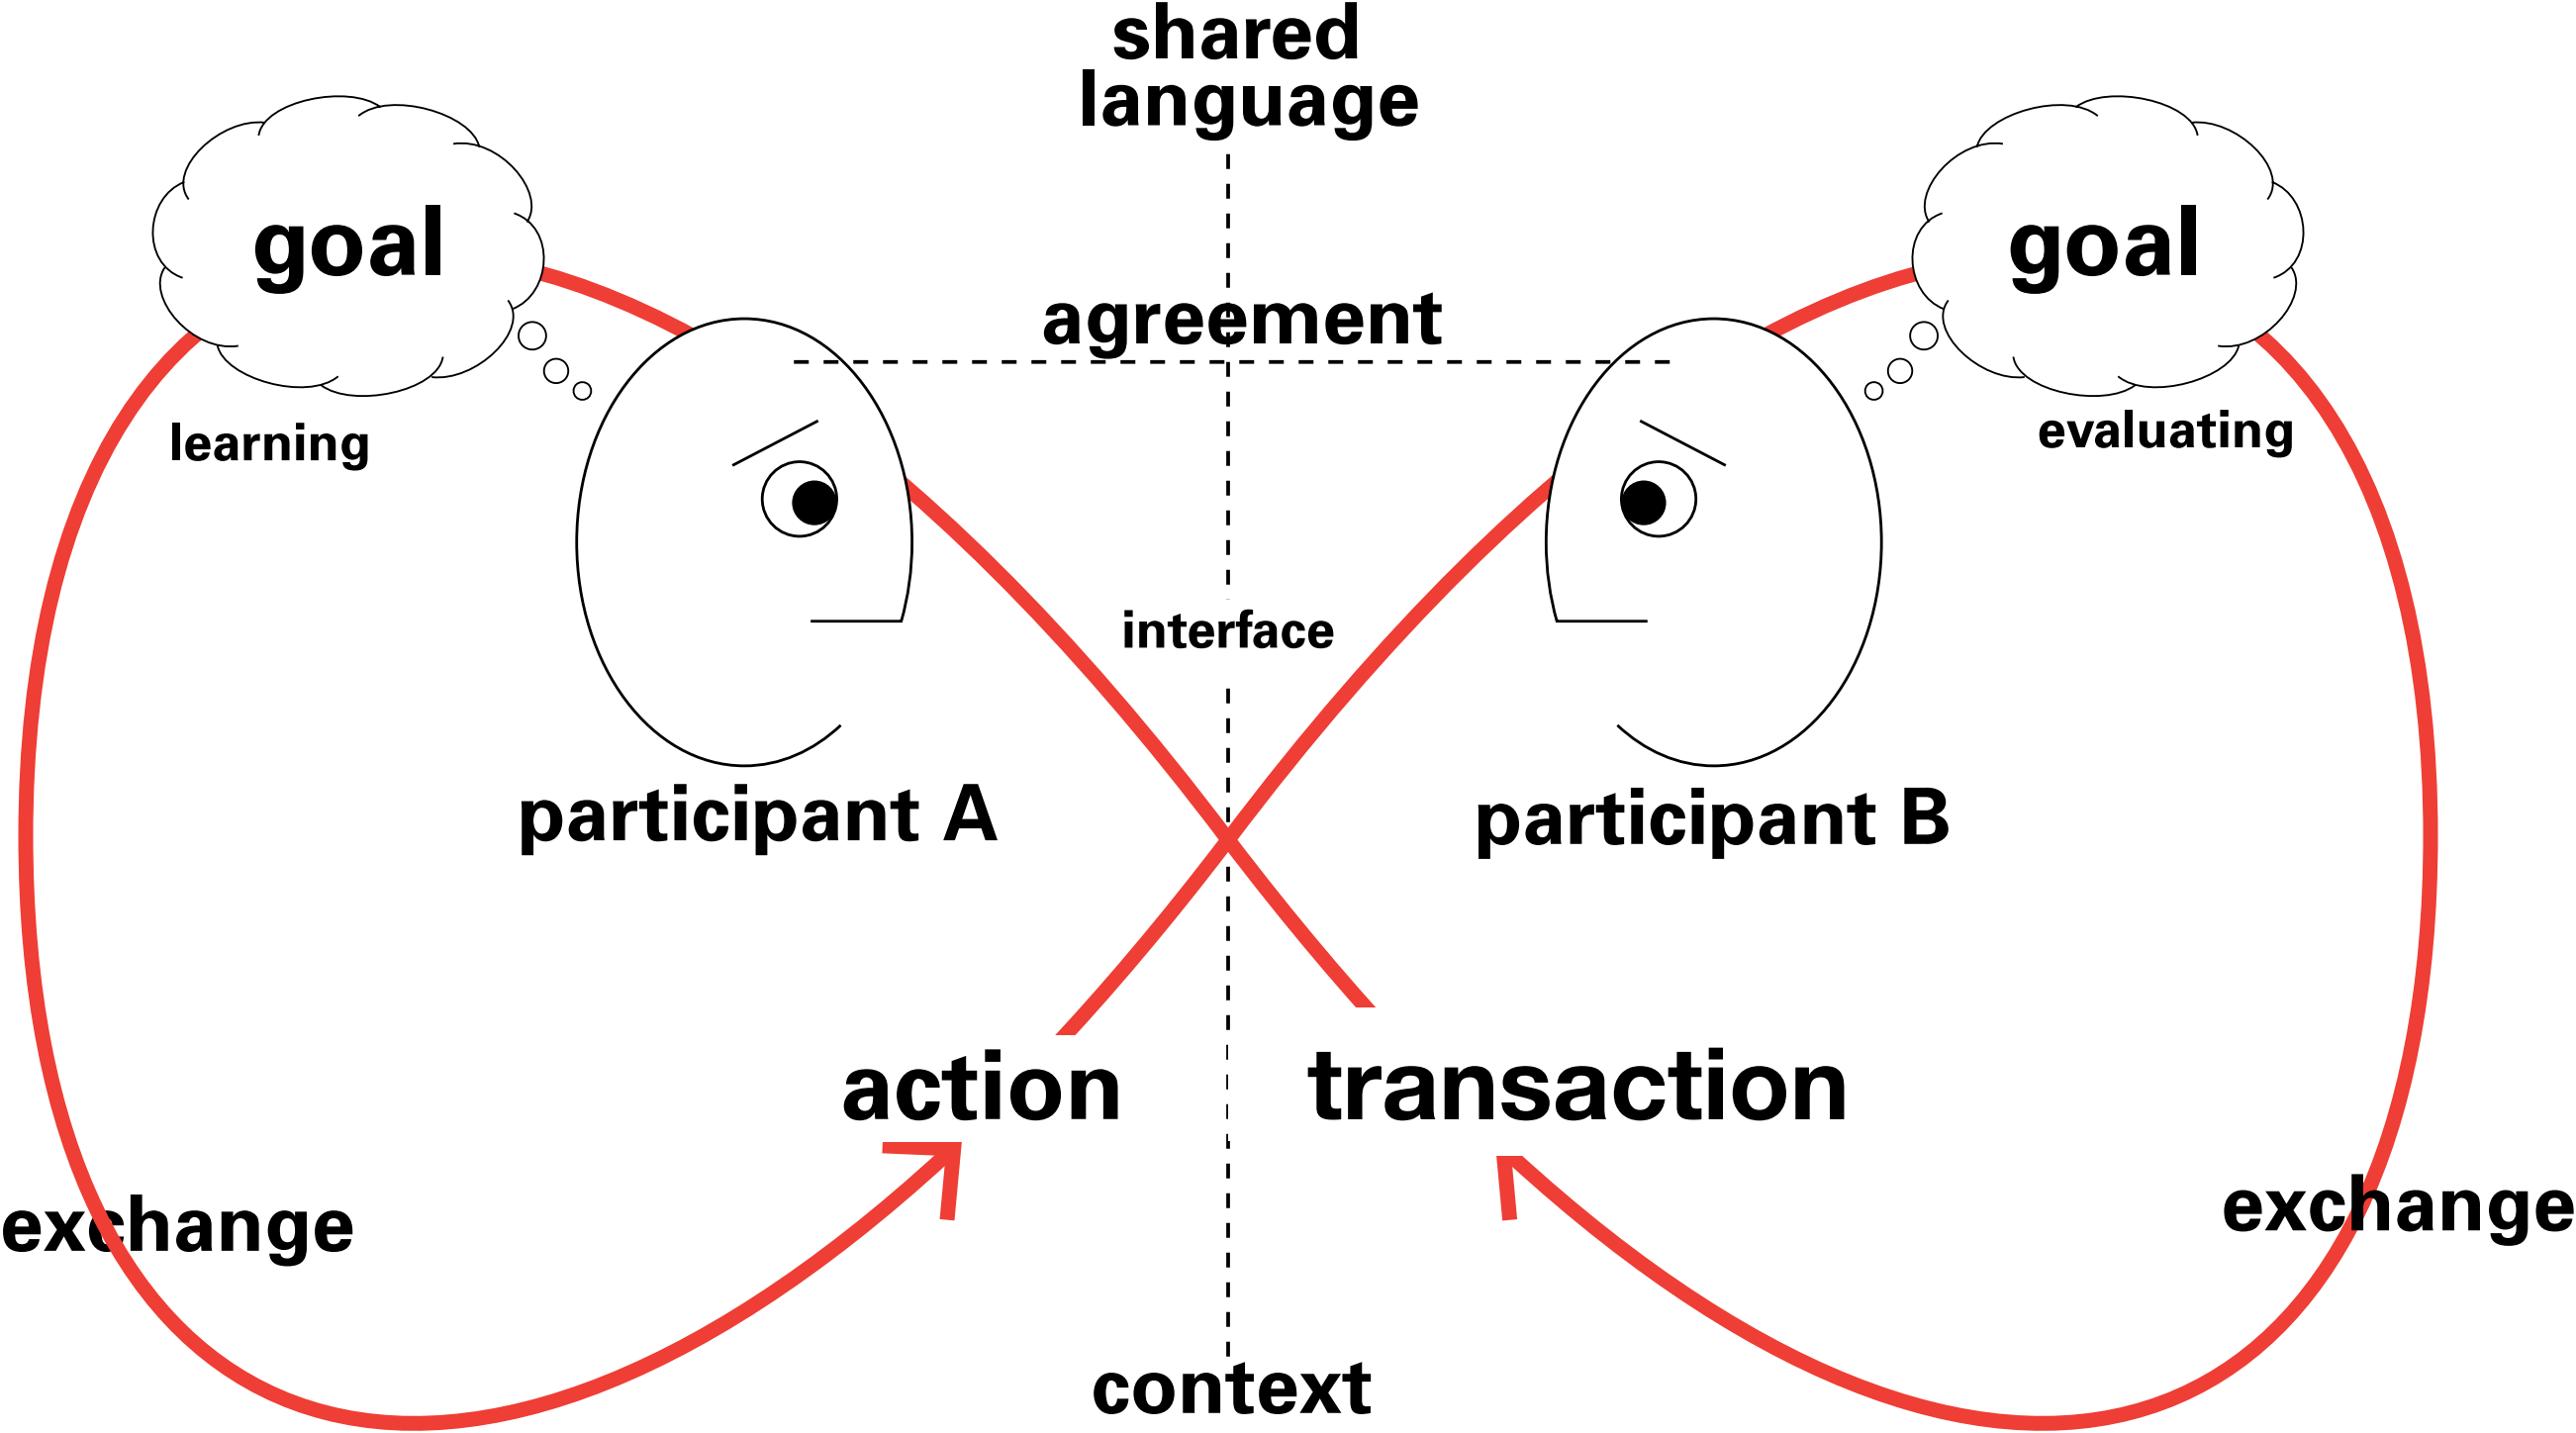 shared
language
goal
goal
agreement
learning
evaluating
interface
participant A
participant B
action
transaction
exchange
exchange
context